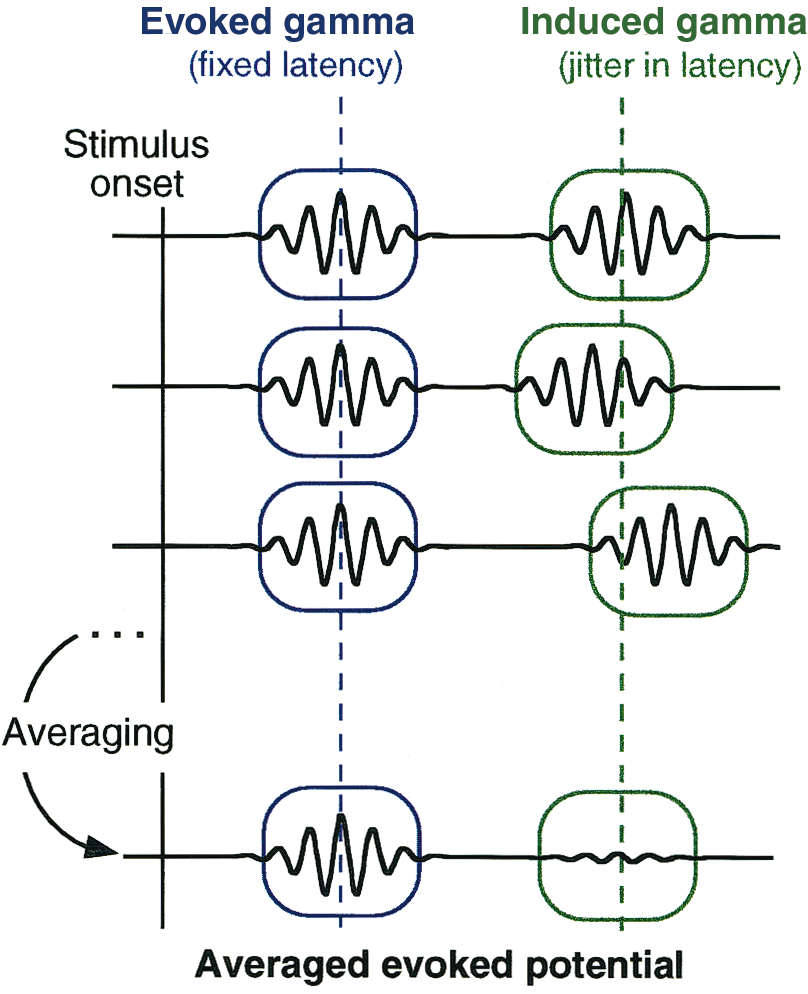 Evoked gamma
(fixed latency)
Induced gamma
(jitter in latency)
Stimulus
onset
Averaging
Averaged evoked potential